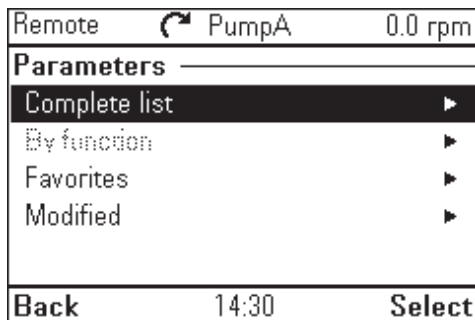 Remote PumpA 0.0 rpm
Parameters
Complete list
By function
Favorites
Modified
Back 14:30 Select